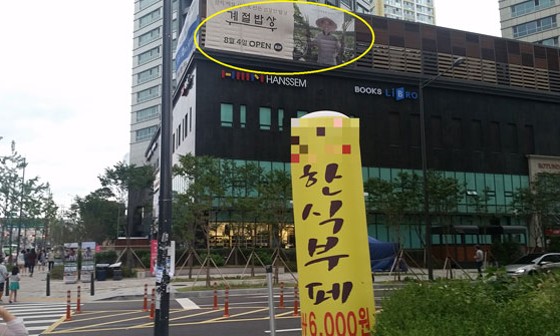 계절밥상
8월 4일 OPEN
HANSSEM
BOOKS LIBRO
한식부페
₩6,000원